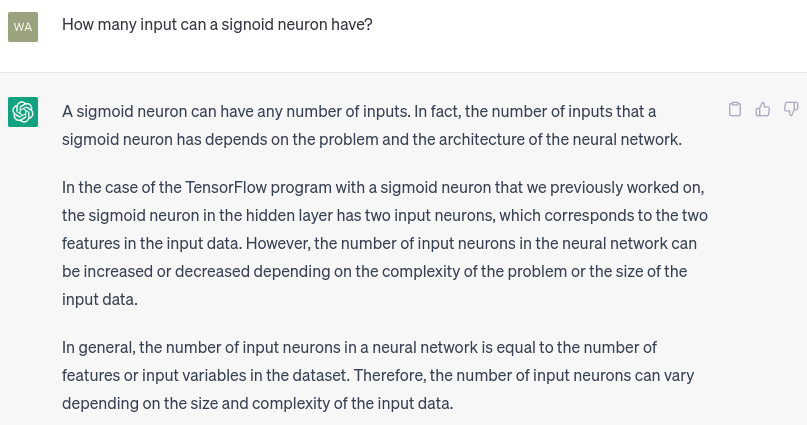 WA
How many input can a signoid neuron have?
A sigmoid neuron can have any number of inputs. In fact, the number of inputs that a
sigmoid neuron has depends on the problem and the architecture of the neural network.
In the case of the TensorFlow program with a sigmoid neuron that we previously worked on,
the sigmoid neuron in the hidden layer has two input neurons, which corresponds to the two
features in the input data. However, the number of input neurons in the neural network can
be increased or decreased depending on the complexity of the problem or the size of the
input data.
In general, the number of input neurons in a neural network is equal to the number of
features or input variables in the dataset. Therefore, the number of input neurons can vary
depending on the size and complexity of the input data.